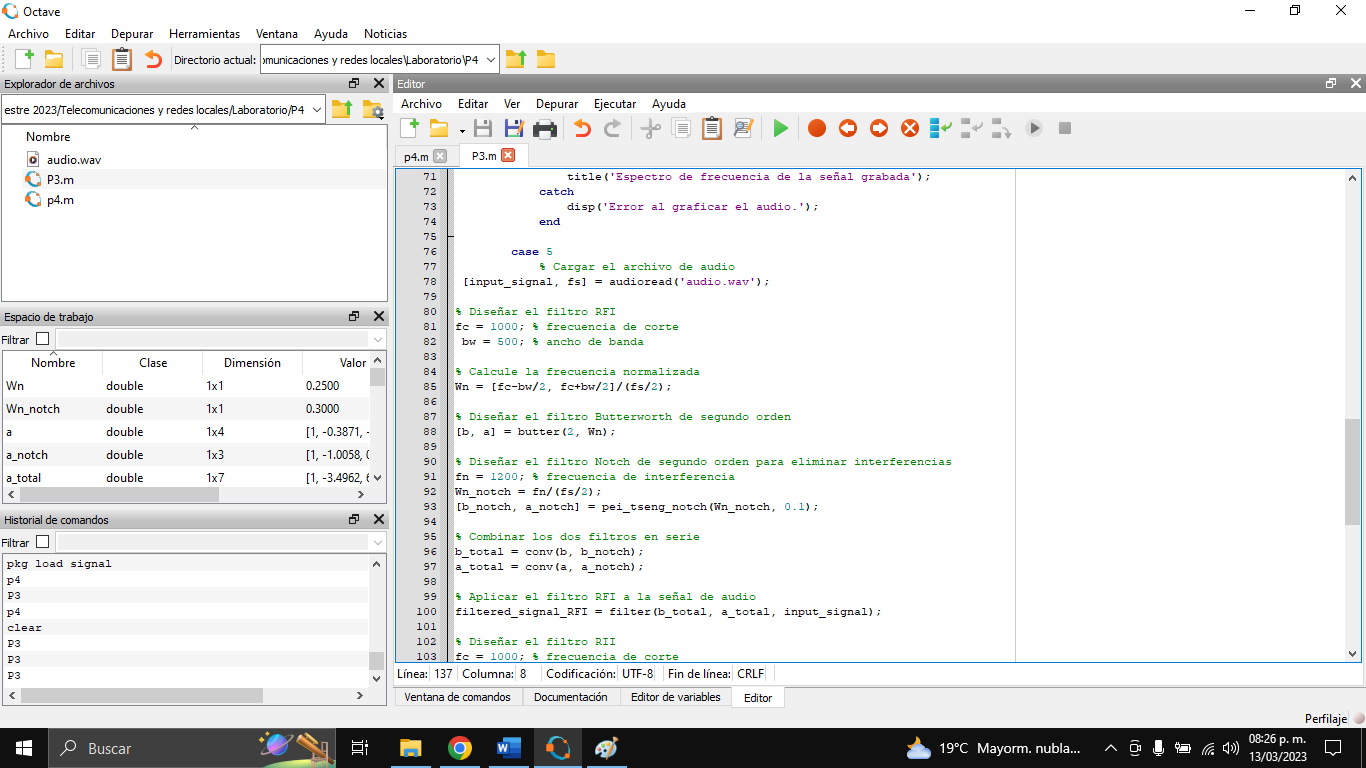 Octave
Archivo Editar Depurar Herramientas Ventana Ayuda Noticias
Directorio actual: omunicaciones y redes locales\Laboratorio\P4
Explorador de archivos
estre 2023/Telecomunicaciones y redes locales/Laboratorio/P4
Nombre
audio.wav
P3.m
p4.m
Espacio de trabajo
Filtrar
Nombre Clase Dimensión Valor
Wn double 1x1 0.2500
Wn_notch double 1x1 0.3000
a double 1x4 [1, -0.3871, -
a_notch double 1x3 [1, -1.0058, 0
a_total double 1x7 [1, -3.4962, 6
Historial de comandos
Filtrar
pkg load signal
p4
P3
p4
clear
P3
P3
P3
Editor
Archivo Editar Ver Depurar Ejecutar Ayuda
p4.m P3.m
71 title('Espectro de frecuencia de la señal grabada');
72 catch
73 disp('Error al graficar el audio.');
74 end
75
76 case 5
77 % Cargar el archivo de audio
78 [input_signal, fs] = audioread('audio.wav');
79
80 % Diseñar el filtro RFI
81 fc = 1000; % frecuencia de corte
82 bw = 500; % ancho de banda
83
84 % Calcule la frecuencia normalizada
85 Wn = [fc-bw/2, fc+bw/2]/(fs/2);
86
87 % Diseñar el filtro Butterworth de segundo orden
88 [b, a] = butter(2, Wn);
89
90 % Diseñar el filtro Notch de segundo orden para eliminar interferencias
91 fn = 1200; % frecuencia de interferencia
92 Wn_notch = fn/(fs/2);
93 [b_notch, a_notch] = pei_tseng_notch(Wn_notch, 0.1);
94
95 % Combinar los dos filtros en serie
96 b_total = conv(b, b_notch);
97 a_total = conv(a, a_notch);
98
99 % Aplicar el filtro RFI a la señal de audio
100 filtered_signal_RFI = filter(b_total, a_total, input_signal);
101
102 % Diseñar el filtro RII
103 fc = 1000; % frecuencia de corte
Línea: 137 Columna: 8 Codificación: UTF-8 Fin de línea: CRLF
Ventana de comandos Documentación Editor de variables Editor
Perfilaje
Buscar
19°C Mayorm. nubla...
08:26 p. m.
13/03/2023